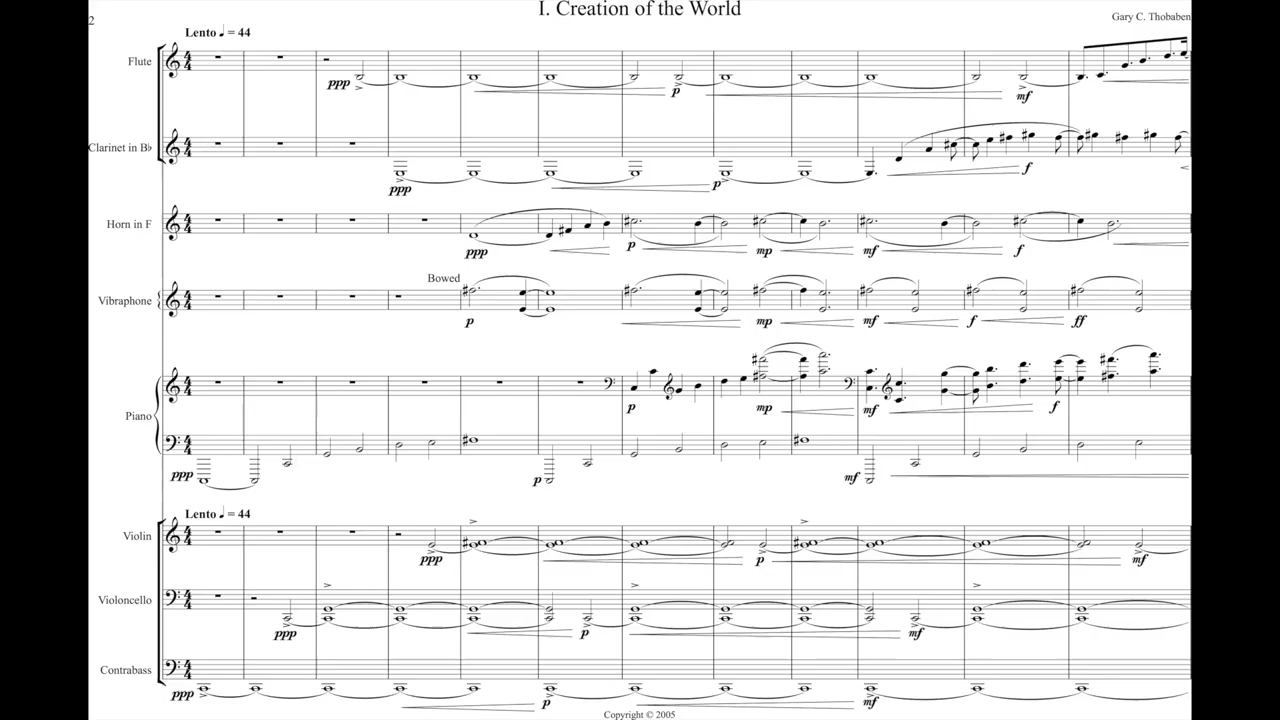 I. Creation of the World
2
Gary C. Thobaben
Lento ♩ = 44
Flute
ppp p mf
Clarinet in B♭
ppp p f
Horn in F
ppp p mp mf f
Bowed
Vibraphone
p mp mf f ff
Piano
p mp mf f
ppp p mf
Lento ♩ = 44
Violin
ppp p mf
Violoncello
ppp p mf
Contrabass
ppp p mf
Copyright © 2005